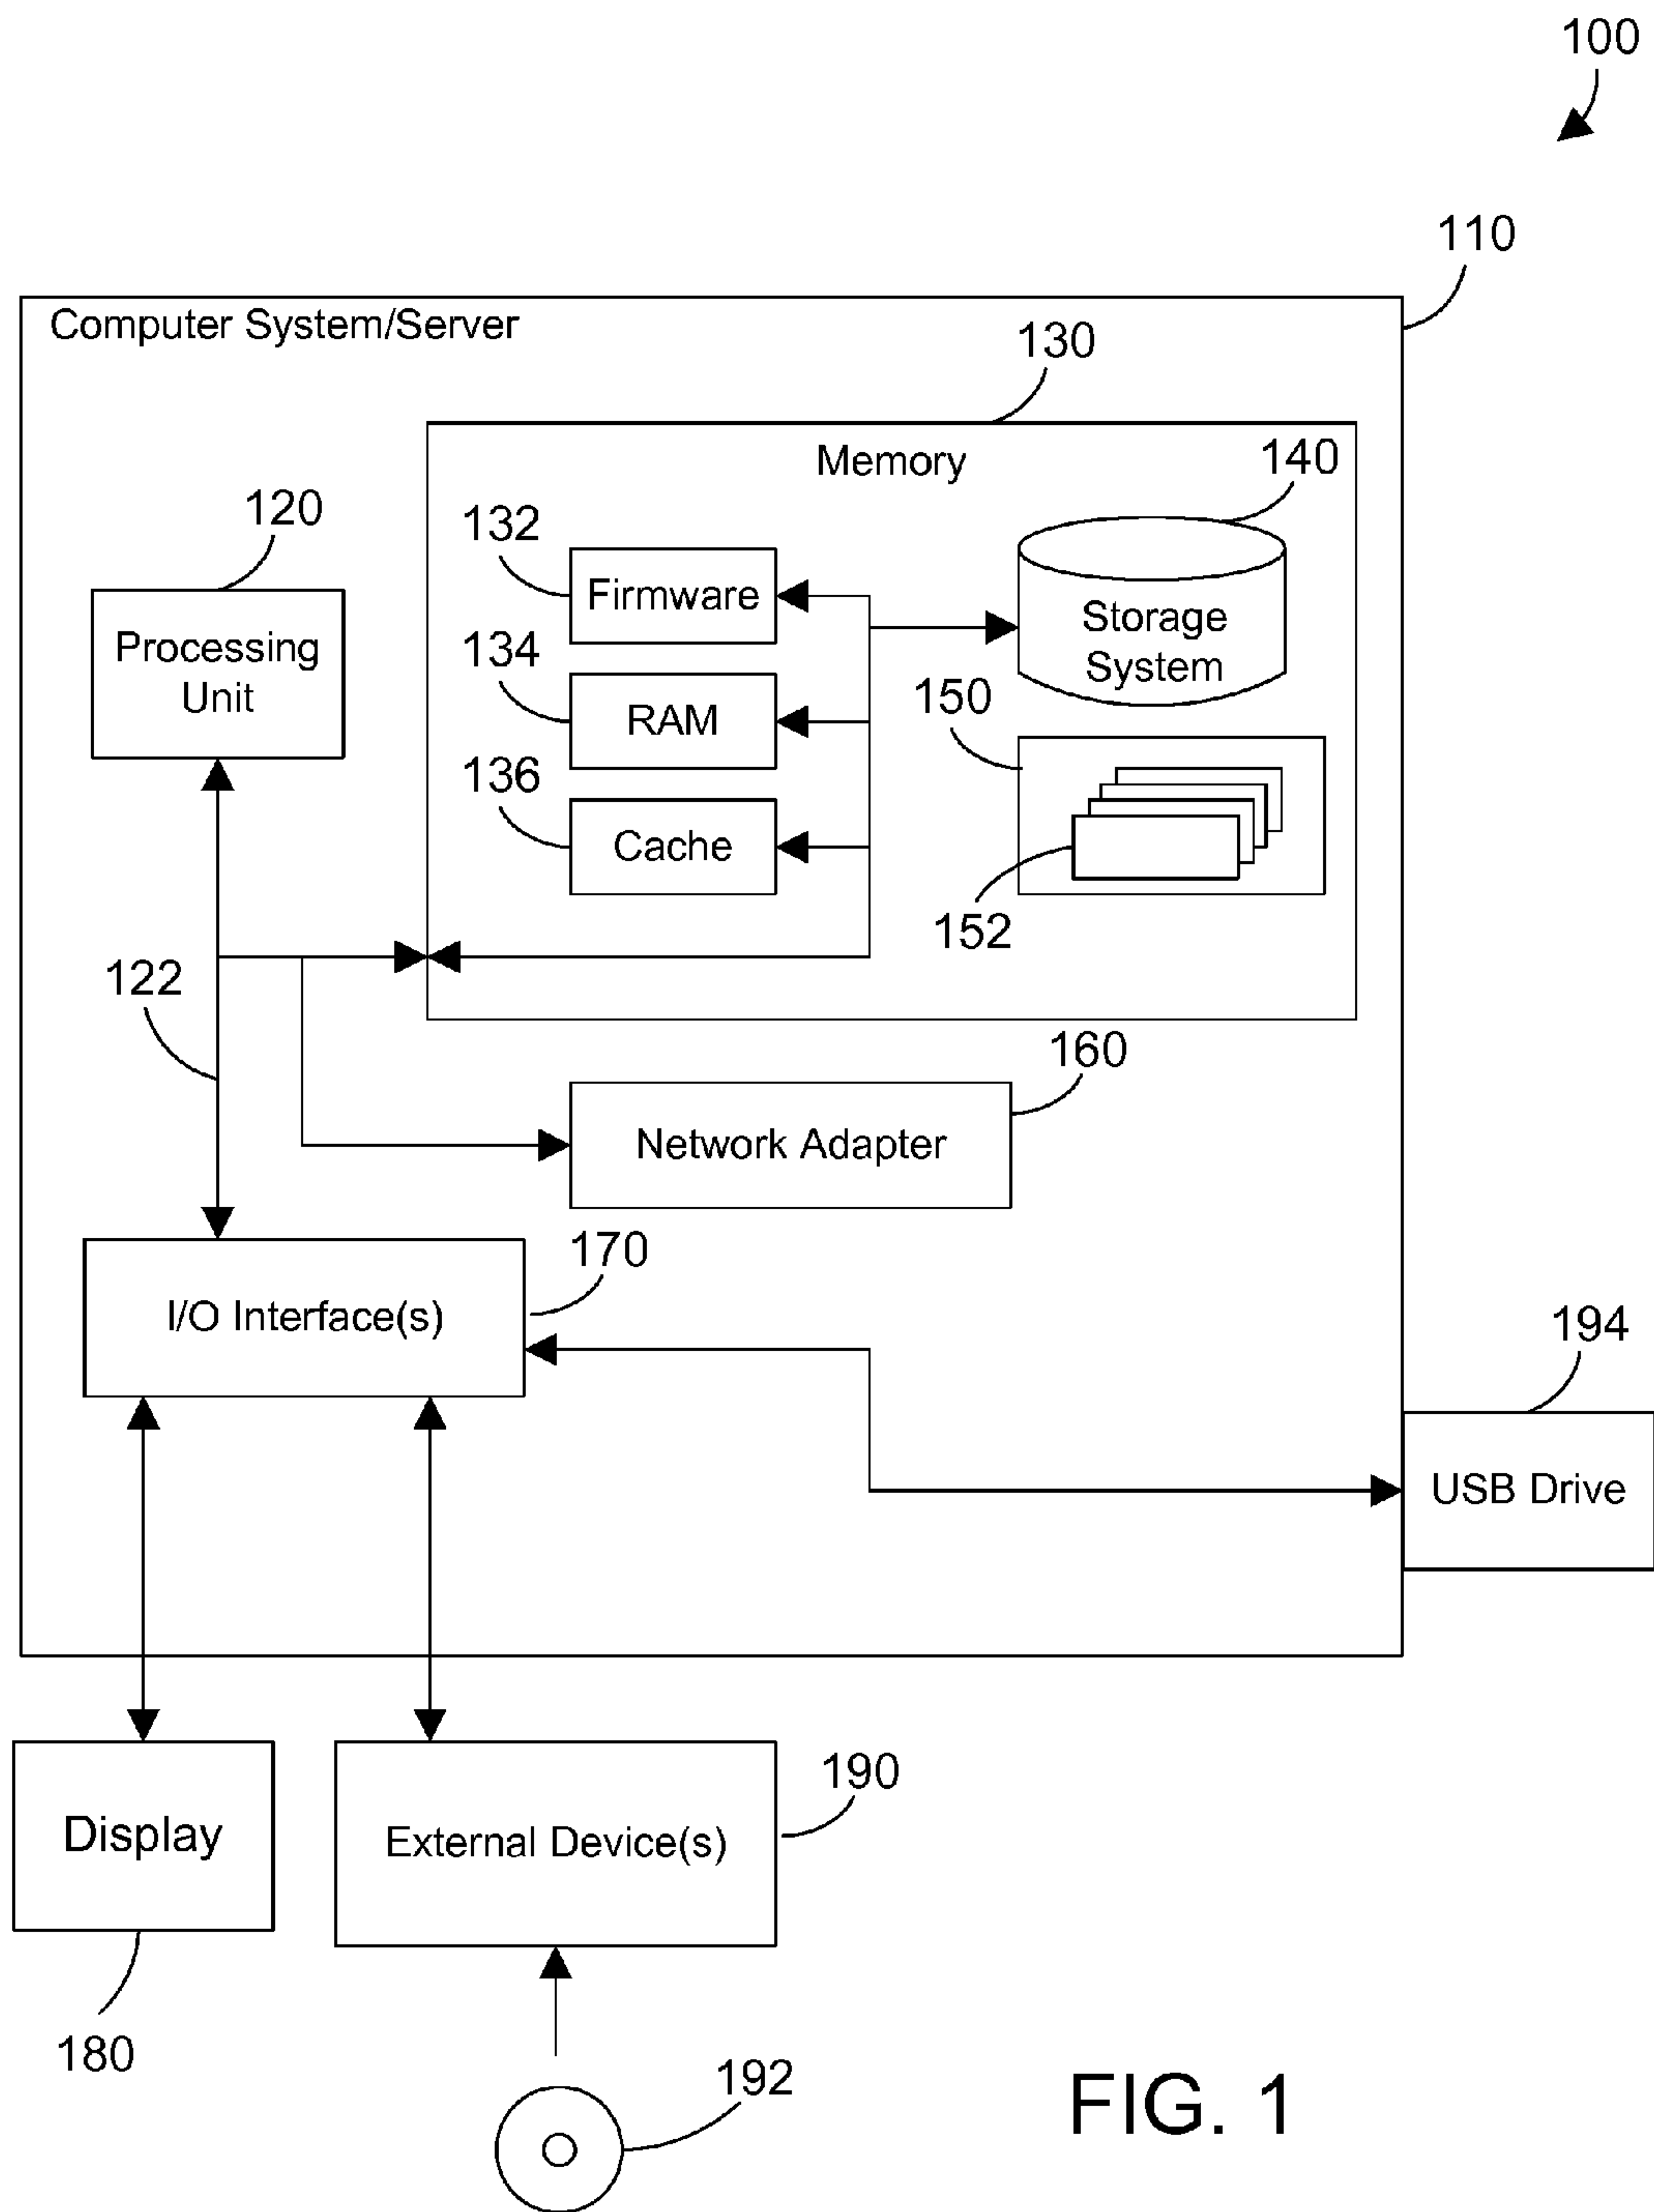 100
110
Computer System/Server
130
Memory
140
120
132
Firmware
Storage
System
Processing
Unit
134
RAM
150
136
Cache
152
122
160
Network Adapter
170
I/O Interface(s)
194
USB Drive
190
Display
External Device(s)
180
192
FIG. 1